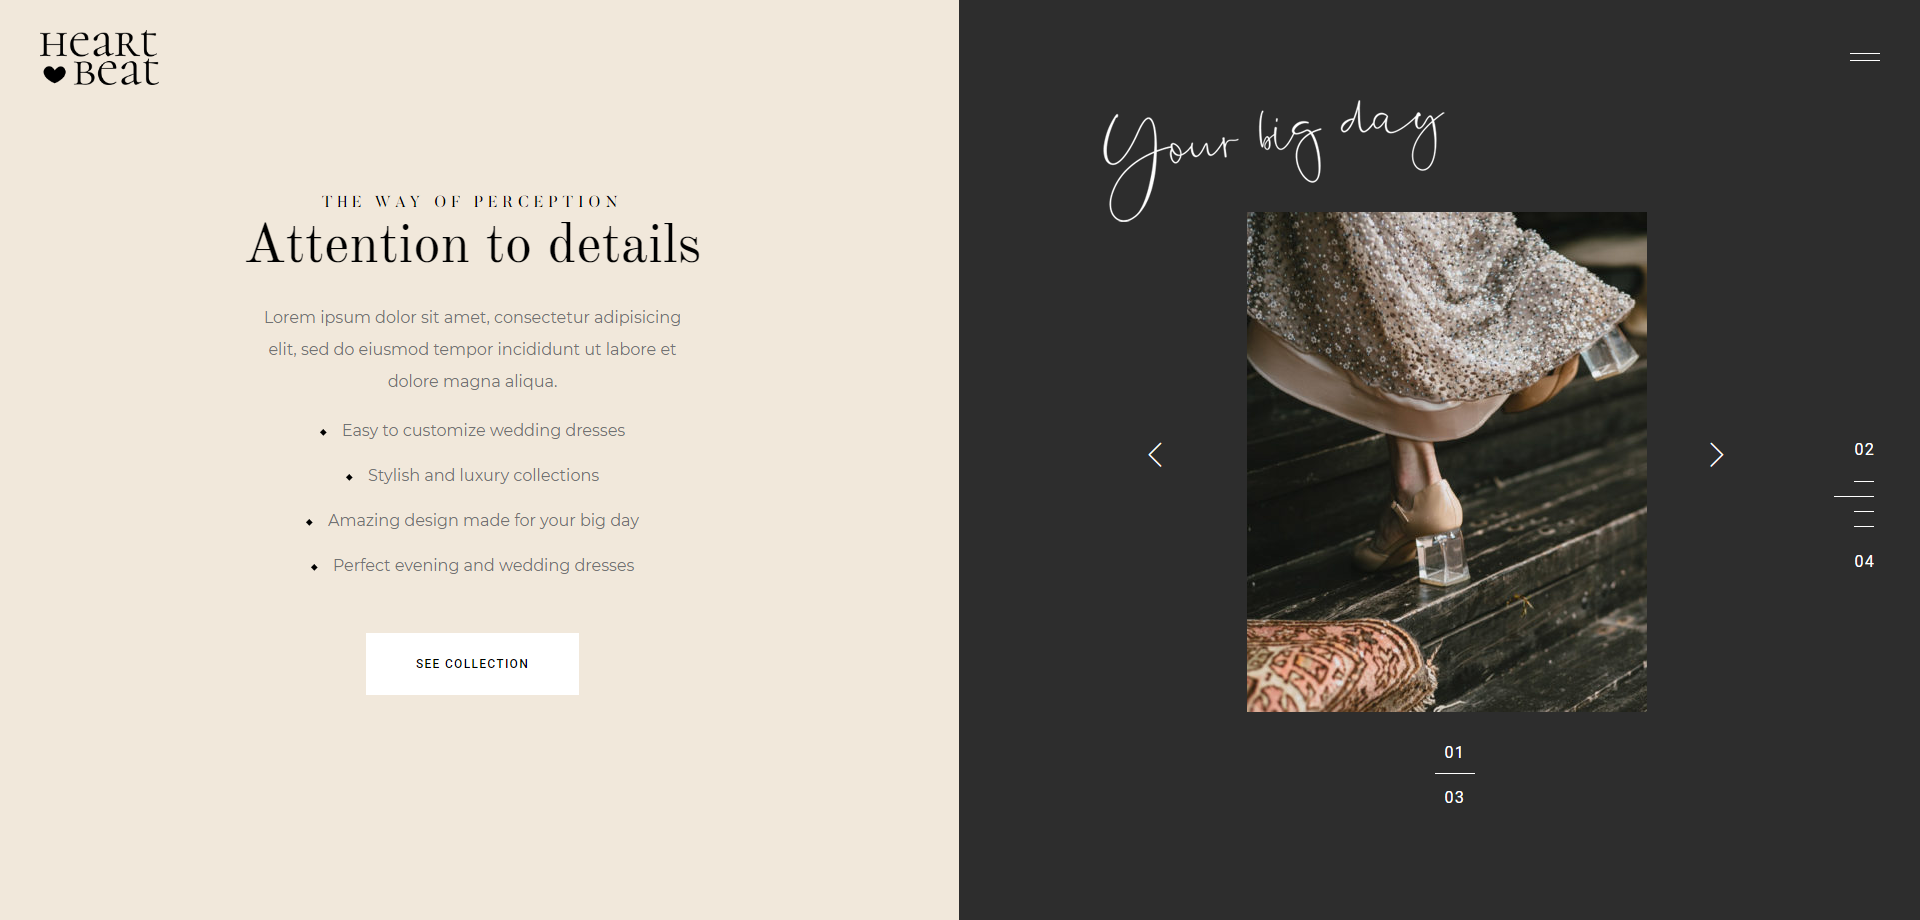 Heart
Beat
THE WAY OF PERCEPTION
Attention to details
Lorem ipsum dolor sit amet, consectetur adipisicing
elit, sed do eiusmod tempor incididunt ut labore et
dolore magna aliqua.
Easy to customize wedding dresses
Stylish and luxury collections
Amazing design made for your big day
Perfect evening and wedding dresses
SEE COLLECTION
Your big day
01
03
02
04